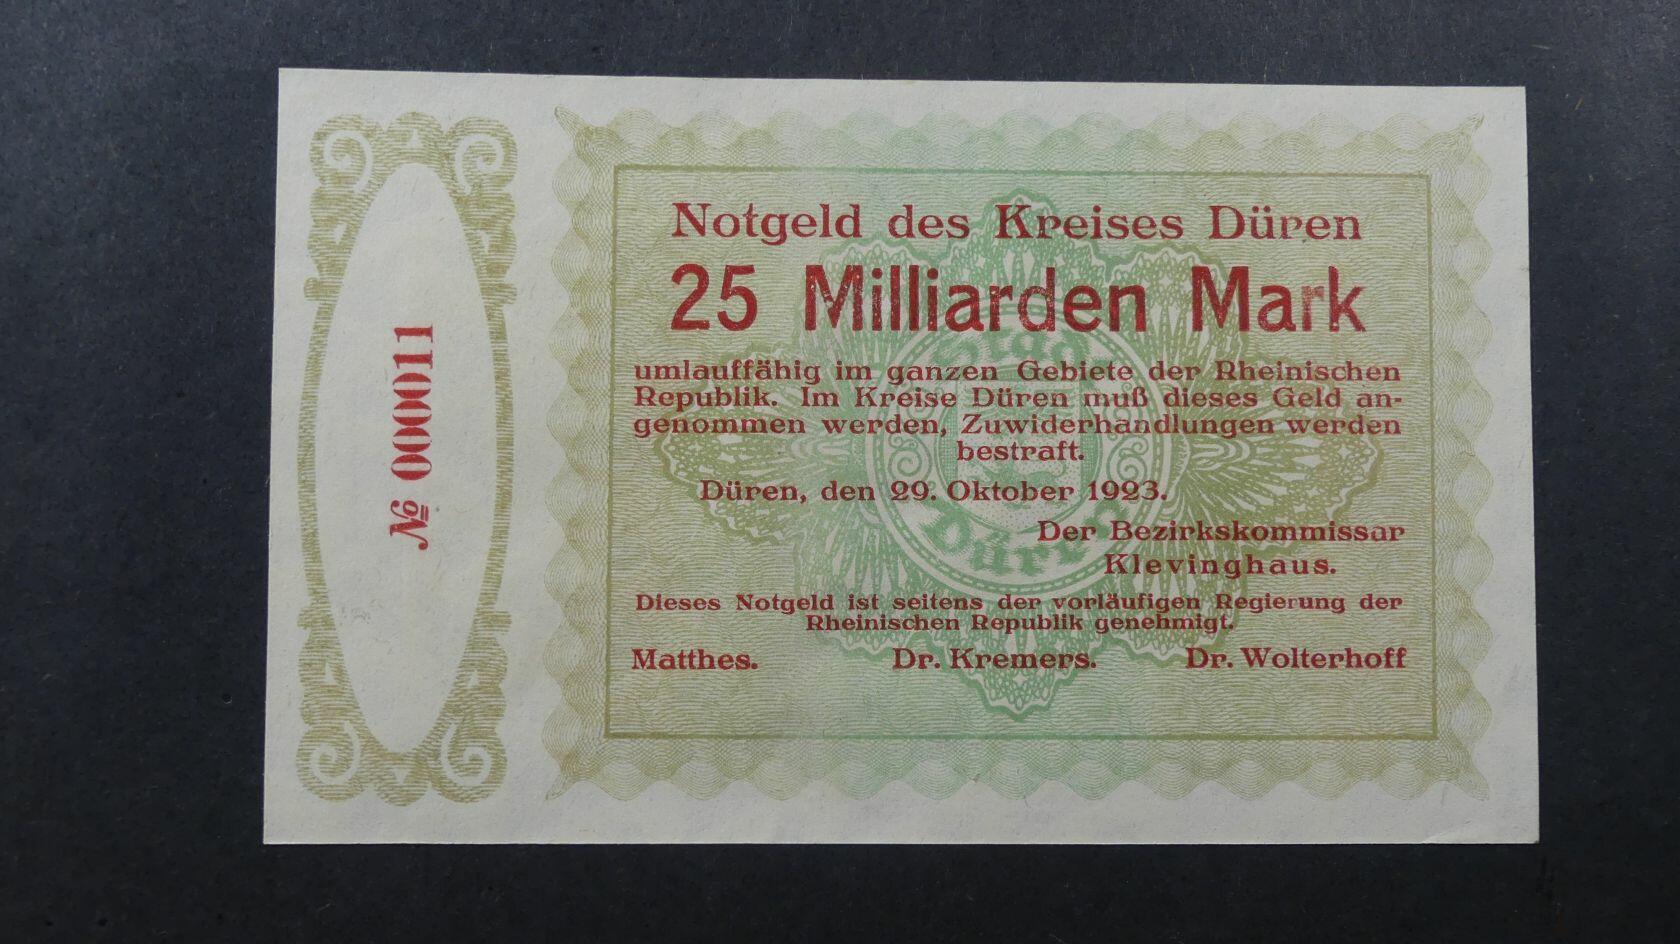 № 000011
Notgeld des Kreises Düren
25 Milliarden Mark
umlauffähig im ganzen Gebiete der Rheinischen
Republik. Im Kreise Düren muß dieses Geld an-
genommen werden, Zuwiderhandlungen werden
bestraft.
Düren, den 29. Oktober 1923.
Der Bezirkskommissar
Klevinghaus.
Dieses Notgeld ist seitens der vorläufigen Regierung der
Rheinischen Republik genehmigt.
Matthes. Dr. Kremers. Dr. Wolterhoff
Stadt
Düren